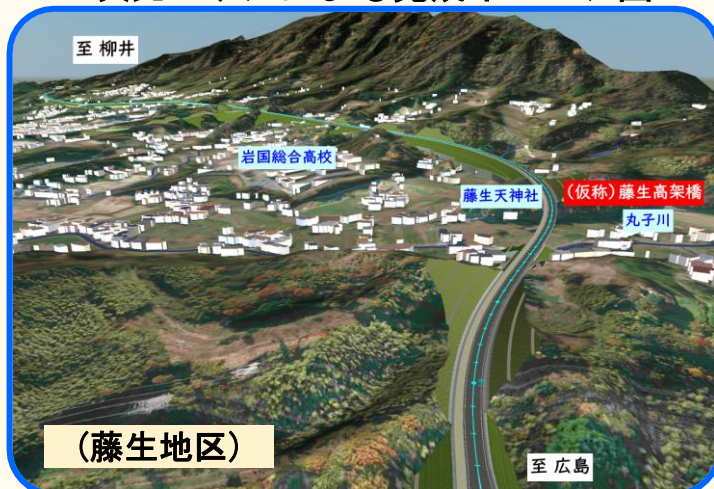 至 柳井
岩国総合高校
藤生天神社
(仮称)藤生高架橋
丸子川
(藤生地区)
至 広島